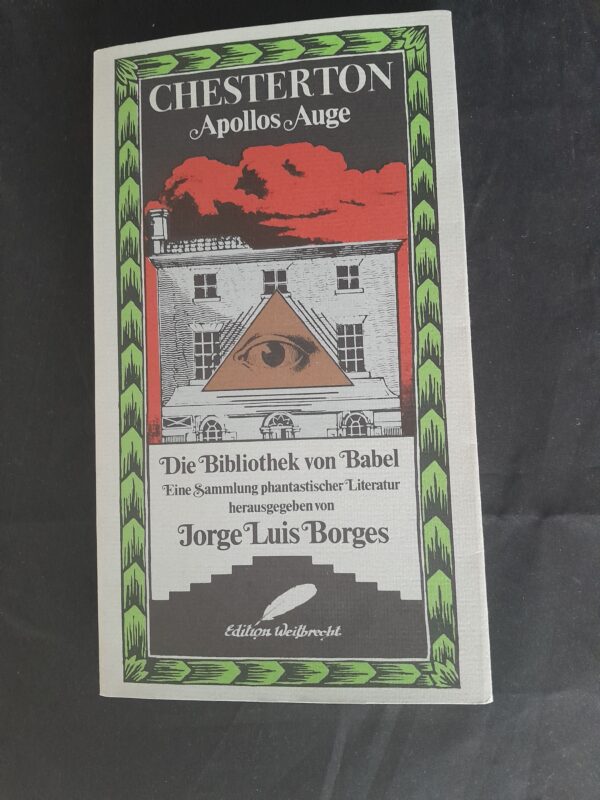 CHESTERTON
Apollos Auge
Die Bibliothek von Babel
Eine Sammlung phantastischer Literatur
herausgegeben von
Jorge Luis Borges
Edition Weitbrecht